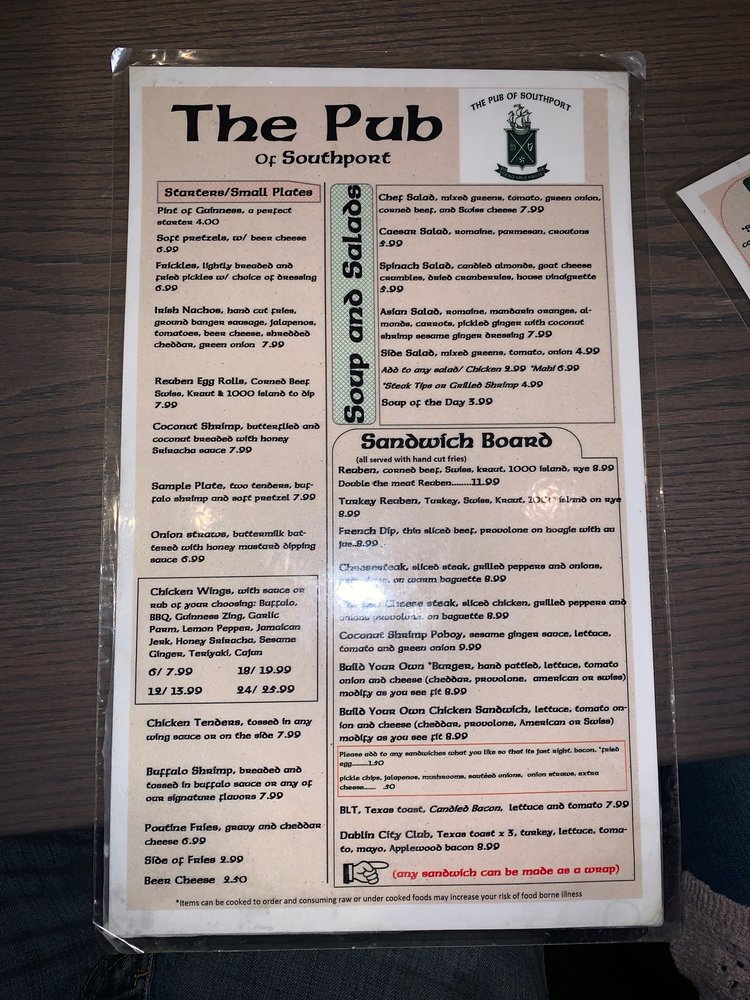 The Pub
Of Southport
THE PUB OF SOUTHPORT
Starters/Small Plates
Pint of Guinness, a perfect
starter 4.00
Soft pretzels, w/ beer cheese
6.99
Frickles, lightly breaded and
fried pickles w/ choice of dressing
6.99
Irish Nachos, hand cut fries,
ground banger sausage, jalapenos,
tomatoes, beer cheese, shredded
cheddar, green onion 7.99
Reuben Egg Rolls, Corned Beef
Swiss, Kraut & 1000 island to dip
7.99
Coconut Shrimp, butterflied and
coconut breaded with honey
Sriracha sauce 7.99
Sample Plate, two tenders, buf-
falo shrimp and soft pretzel 7.99
Onion straws, buttermilk bat-
tered with honey mustard dipping
sauce 6.99
Chicken Wings, with sauce or
rub of your choosing: Buffalo,
BBQ, Guinness Zing, Garlic
Parm, Lemon Pepper, Jamaican
Jerk, Honey Sriracha, Sesame
Ginger, Teriyaki, Cajun
6/ 7.99 18/ 19.99
12/ 13.99 24/ 25.99
Chicken Tenders, tossed in any
wing sauce or on the side 7.99
Buffalo Shrimp, breaded and
tossed in buffalo sauce or any of
our signature flavors 7.99
Poutine Fries, gravy and cheddar
cheese 6.99
Side of Fries 2.99
Beer Cheese 2.50
Soup and Salads
Chef Salad, mixed greens, tomato, green onion,
corned beef, and Swiss cheese 7.99
Caesar Salad, romaine, parmesan, croutons
5.99
Spinach Salad, candied almonds, goat cheese
crumbles, dried cranberries, house vinaigrette
5.99
Asian Salad, romaine, mandarin oranges, al-
monds, carrots, pickled ginger with coconut
shrimp sesame ginger dressing 7.99
Side Salad, mixed greens, tomato, onion 4.99
Add to any salad/ Chicken 2.99 *Mahi 6.99
*Steak Tips or Grilled Shrimp 4.99
Soup of the Day 3.99
Sandwich Board
(all served with hand cut fries)
Reuben, corned beef, Swiss, kraut, 1000 island, rye 8.99
Double the meat Reuben........11.99
Turkey Reuben, Turkey, Swiss, Kraut, 1000 island on rye
8.99
French Dip, thin sliced beef, provolone on hoagie with au
jus..8.99
Cheesesteak, sliced steak, grilled peppers and onions,
on warm baguette 8.99
Cheese steak, sliced chicken, grilled peppers and
onions provolone, on baguette 8.99
Coconut Shrimp Poboy, sesame ginger sauce, lettuce,
tomato and green onion 9.99
Build Your Own *Burger, hand pattied, lettuce, tomato
onion and cheese (cheddar, provolone, american or swiss)
modify as you see fit 8.99
Build Your Own Chicken Sandwich, lettuce, tomato on-
ion and cheese (cheddar, provolone, American or Swiss)
modify as you see fit 8.99
Please add to any sandwiches what you like so that its just right. bacon, *fried
egg........1.50
pickle chips, jalapenos, mushrooms, sautéed onions, onion straws, extra
cheese...... .50
BLT, Texas toast, Candied Bacon, lettuce and tomato 7.99
Dublin City Club, Texas toast x 3, turkey, lettuce, toma-
to, mayo, Applewood bacon 8.99
(any sandwich can be made as a wrap)
*Items can be cooked to order and consuming raw or under cooked foods may increase your risk of food borne illness